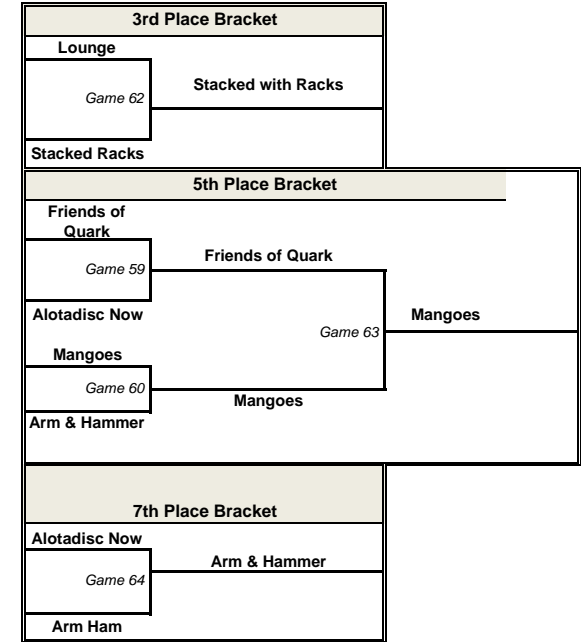 3rd Place Bracket
Lounge
Stacked with Racks
Game 62
Stacked Racks
5th Place Bracket
Friends of
Quark
Friends of Quark
Game 59
Alotadisc Now
Mangoes
Game 63
Mangoes
Game 60
Mangoes
Arm & Hammer
7th Place Bracket
Alotadisc Now
Arm & Hammer
Game 64
Arm Ham